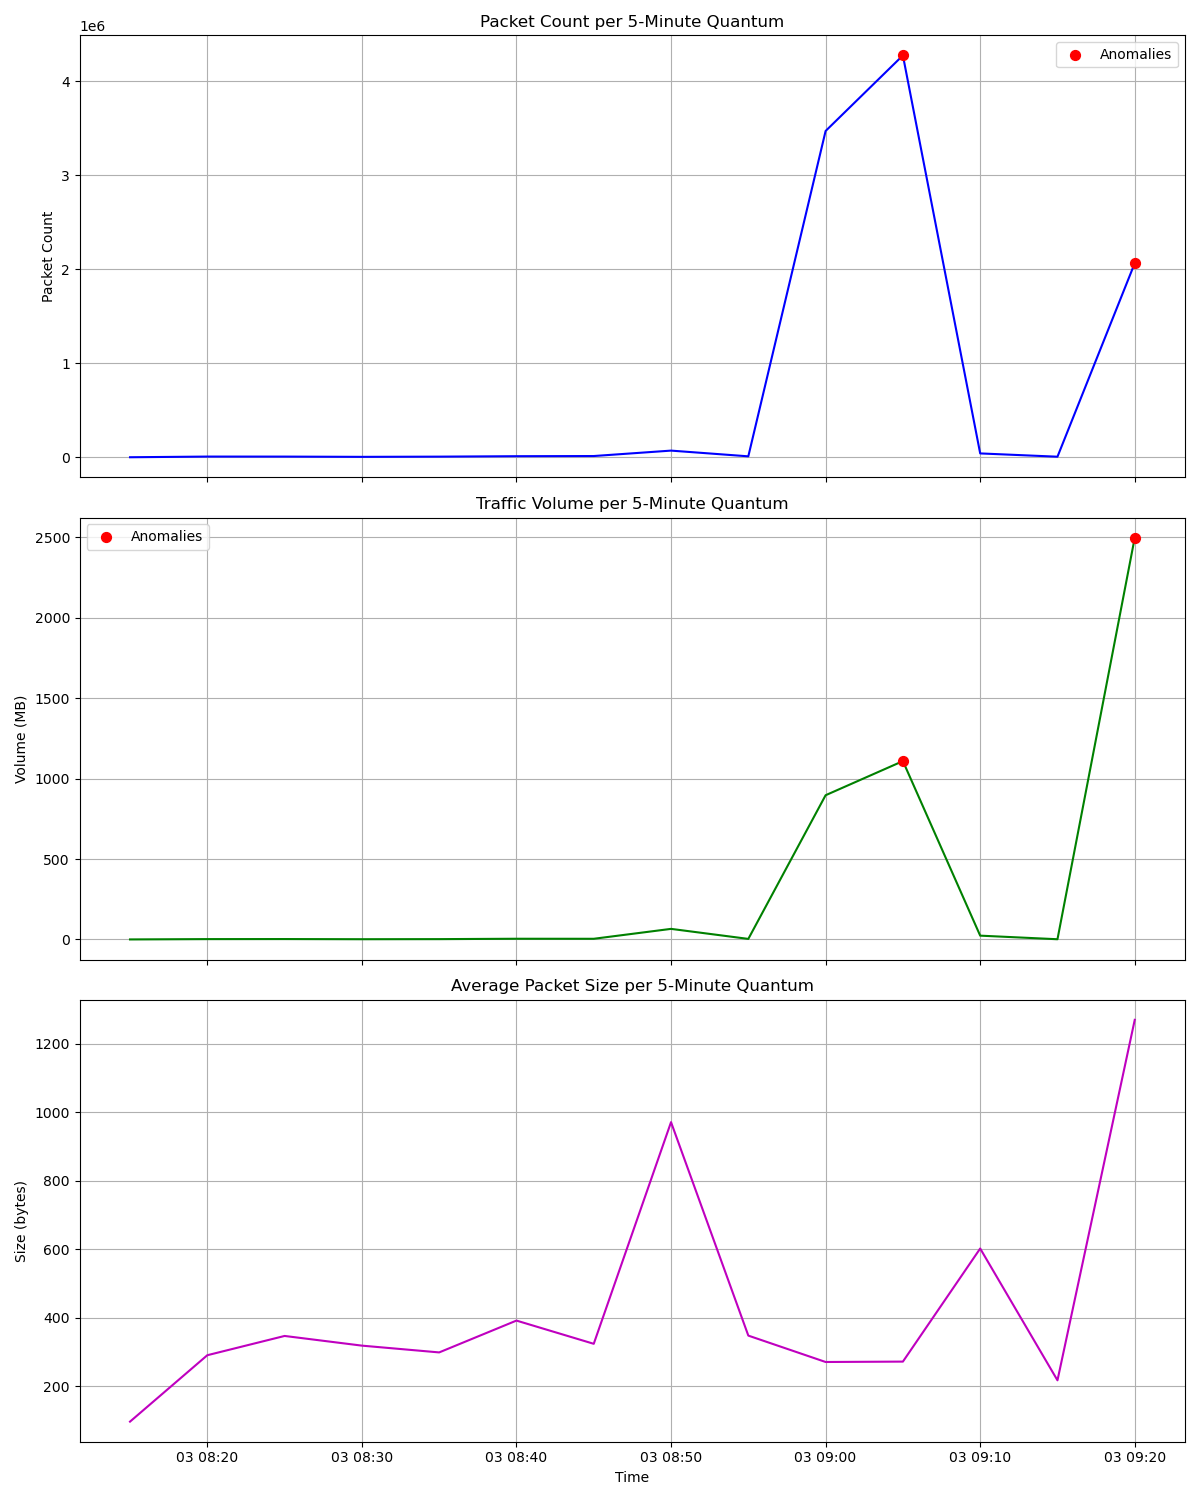 Packet Count per 5-Minute Quantum
1e6
Anomalies
4
3
2
1
0
Packet Count
Traffic Volume per 5-Minute Quantum
Anomalies
2500
2000
1500
1000
500
0
Volume (MB)
Average Packet Size per 5-Minute Quantum
1200
1000
800
600
400
200
Size (bytes)
03 08:20 03 08:30 03 08:40 03 08:50 03 09:00 03 09:10 03 09:20
Time